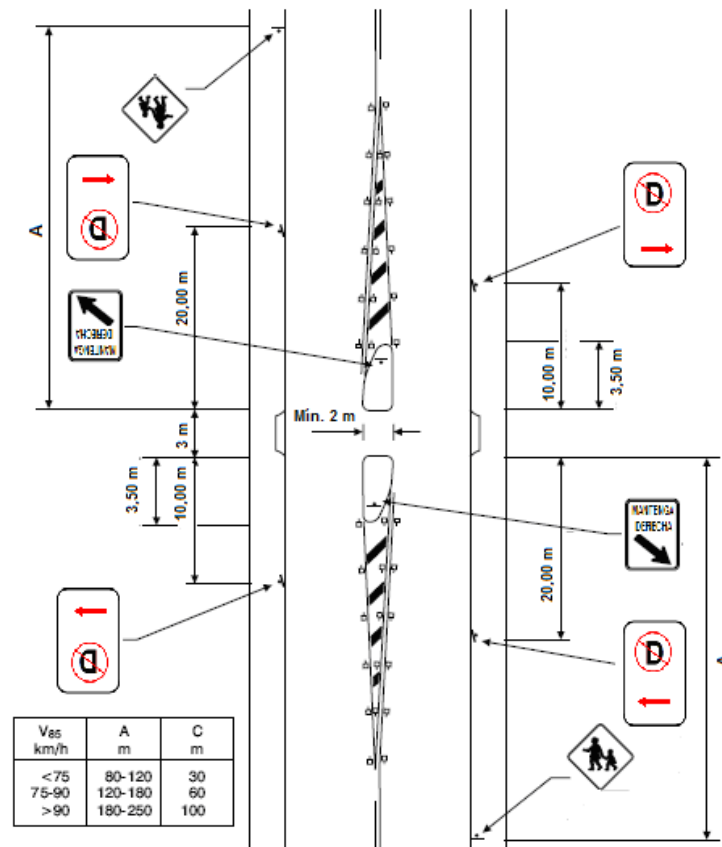 A
D
20,00 m
MANTENGA
DERECHA
Mín. 2 m
3 m
3,50 m
10,00 m
D
D
10,00 m
3,50 m
MANTENGA
DERECHA
20,00 m
D
A
V85 A C
km/h m m
<75 80-120 30
75-90 120-180 60
>90 180-250 100